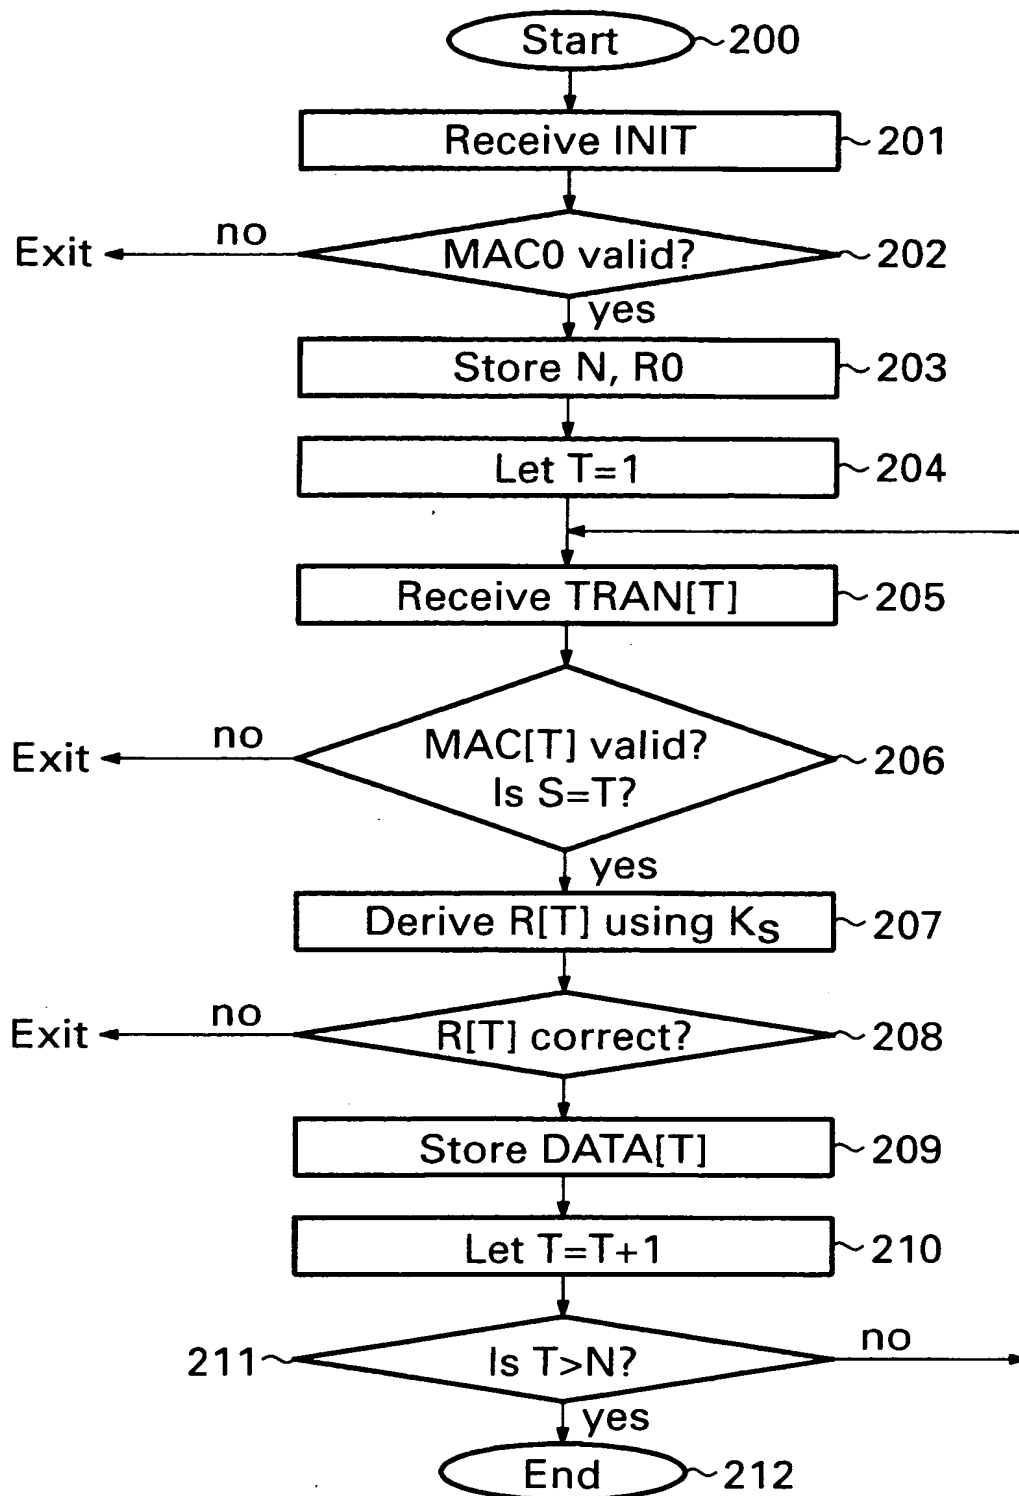 Start 200
Receive INIT 201
Exit no MAC0 valid? 202
yes
Store N, R0 203
Let T=1 204
Receive TRAN[T] 205
Exit no MAC[T] valid? 206
Is S=T?
yes
Derive R[T] using Ks 207
Exit no R[T] correct? 208
Store DATA[T] 209
Let T=T+1 210
211 Is T>N? no
yes
End 212